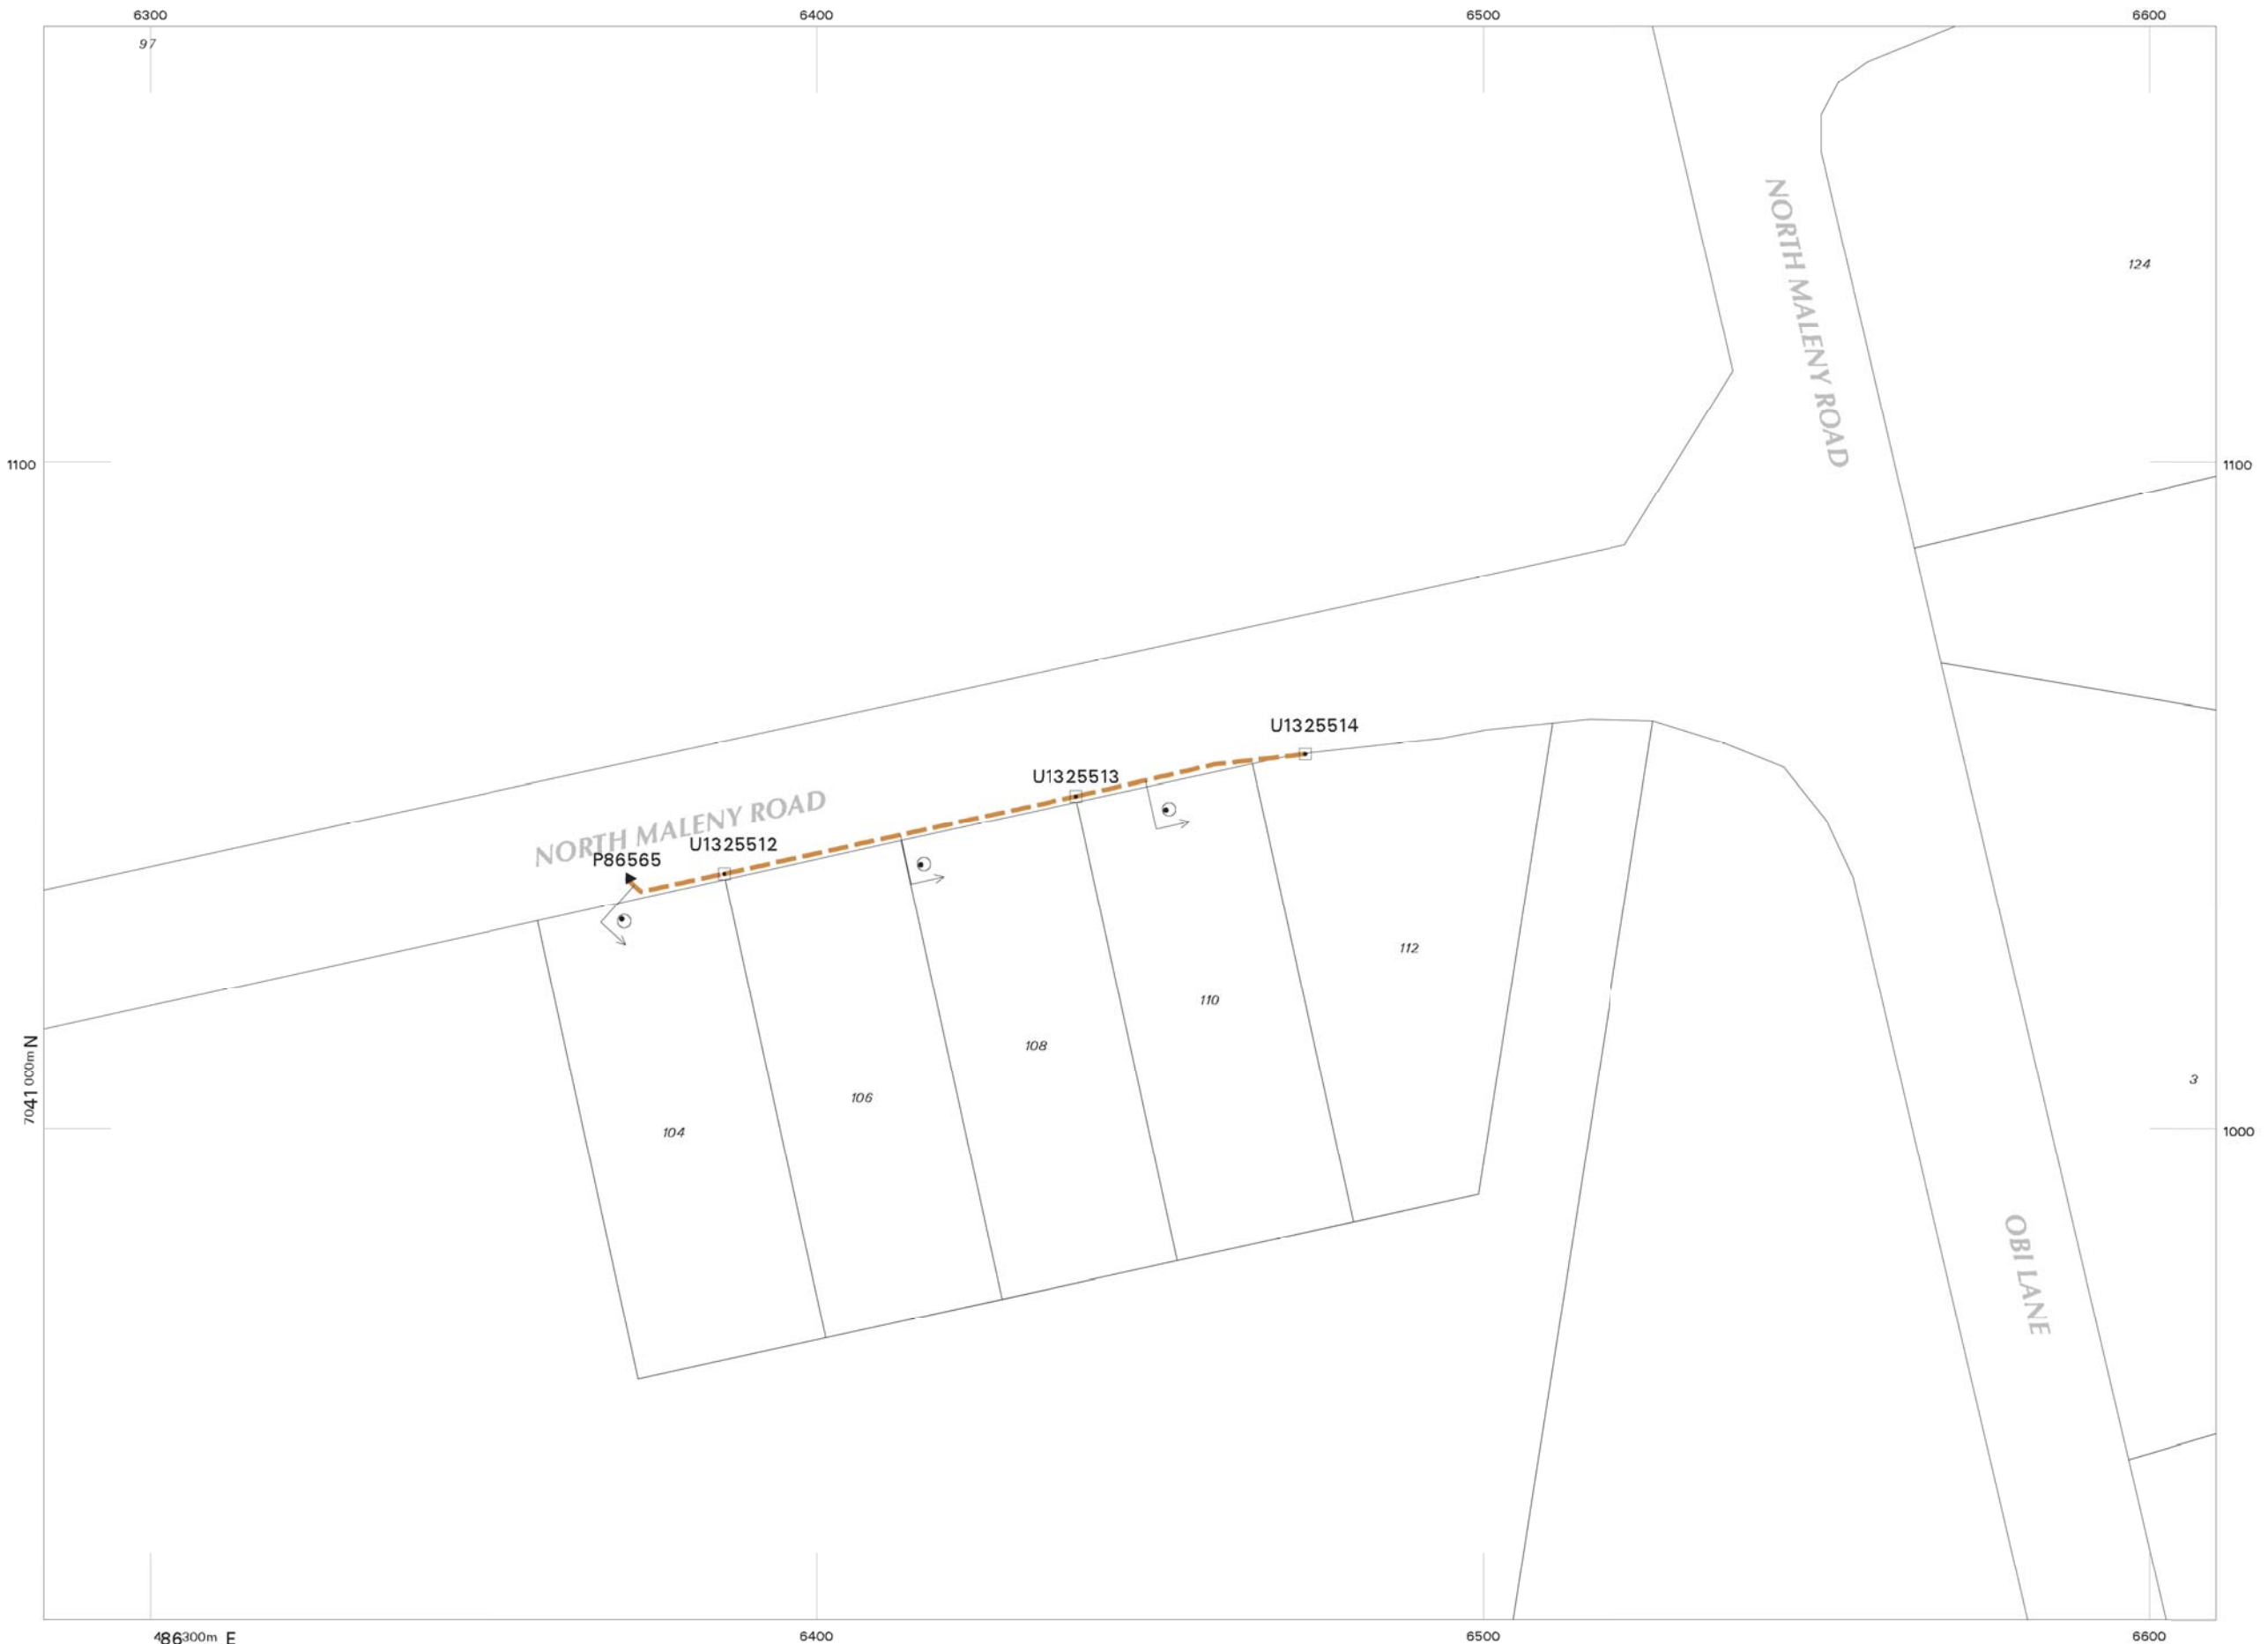 6300 6400 6500 6600
97
NORTH MALENY ROAD
124
1100 1100
U1325514
U1325513
NORTH MALENY ROAD
U1325512
P86565
112
110
108
7041 000m N
3
106
104
1000
OBI LANE
486300m E 6400 6500 6600